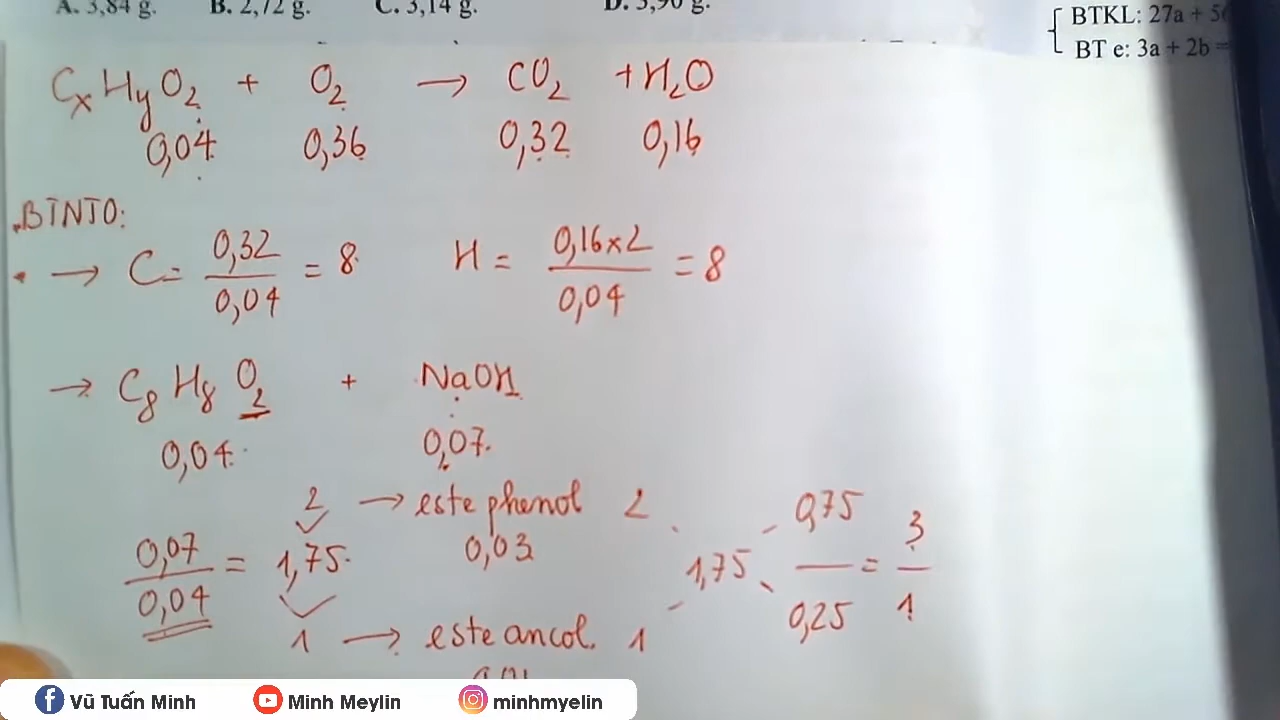 A. 3,84 g. B. 2,72 g. C. 3,14 g. D. 3,90 g.
BTKL: 27a + 5
BT e: 3a + 2b =
CxHyO2 + O2 → CO2 + H2O
0,04 0,36 0,32 0,16
BTNTO:
→ C = 0,32 / 0,04 = 8 H = 0,16x2 / 0,04 = 8
→ C8H8O2 + NaOH
0,04 0,07
2 → este phenol 2
0,03
0,07 / 0,04 = 1,75 1,75 0,75 / 0,25 = 3 / 1
1 → este ancol 1
Vũ Tuấn Minh Minh Meylin minhmyelin